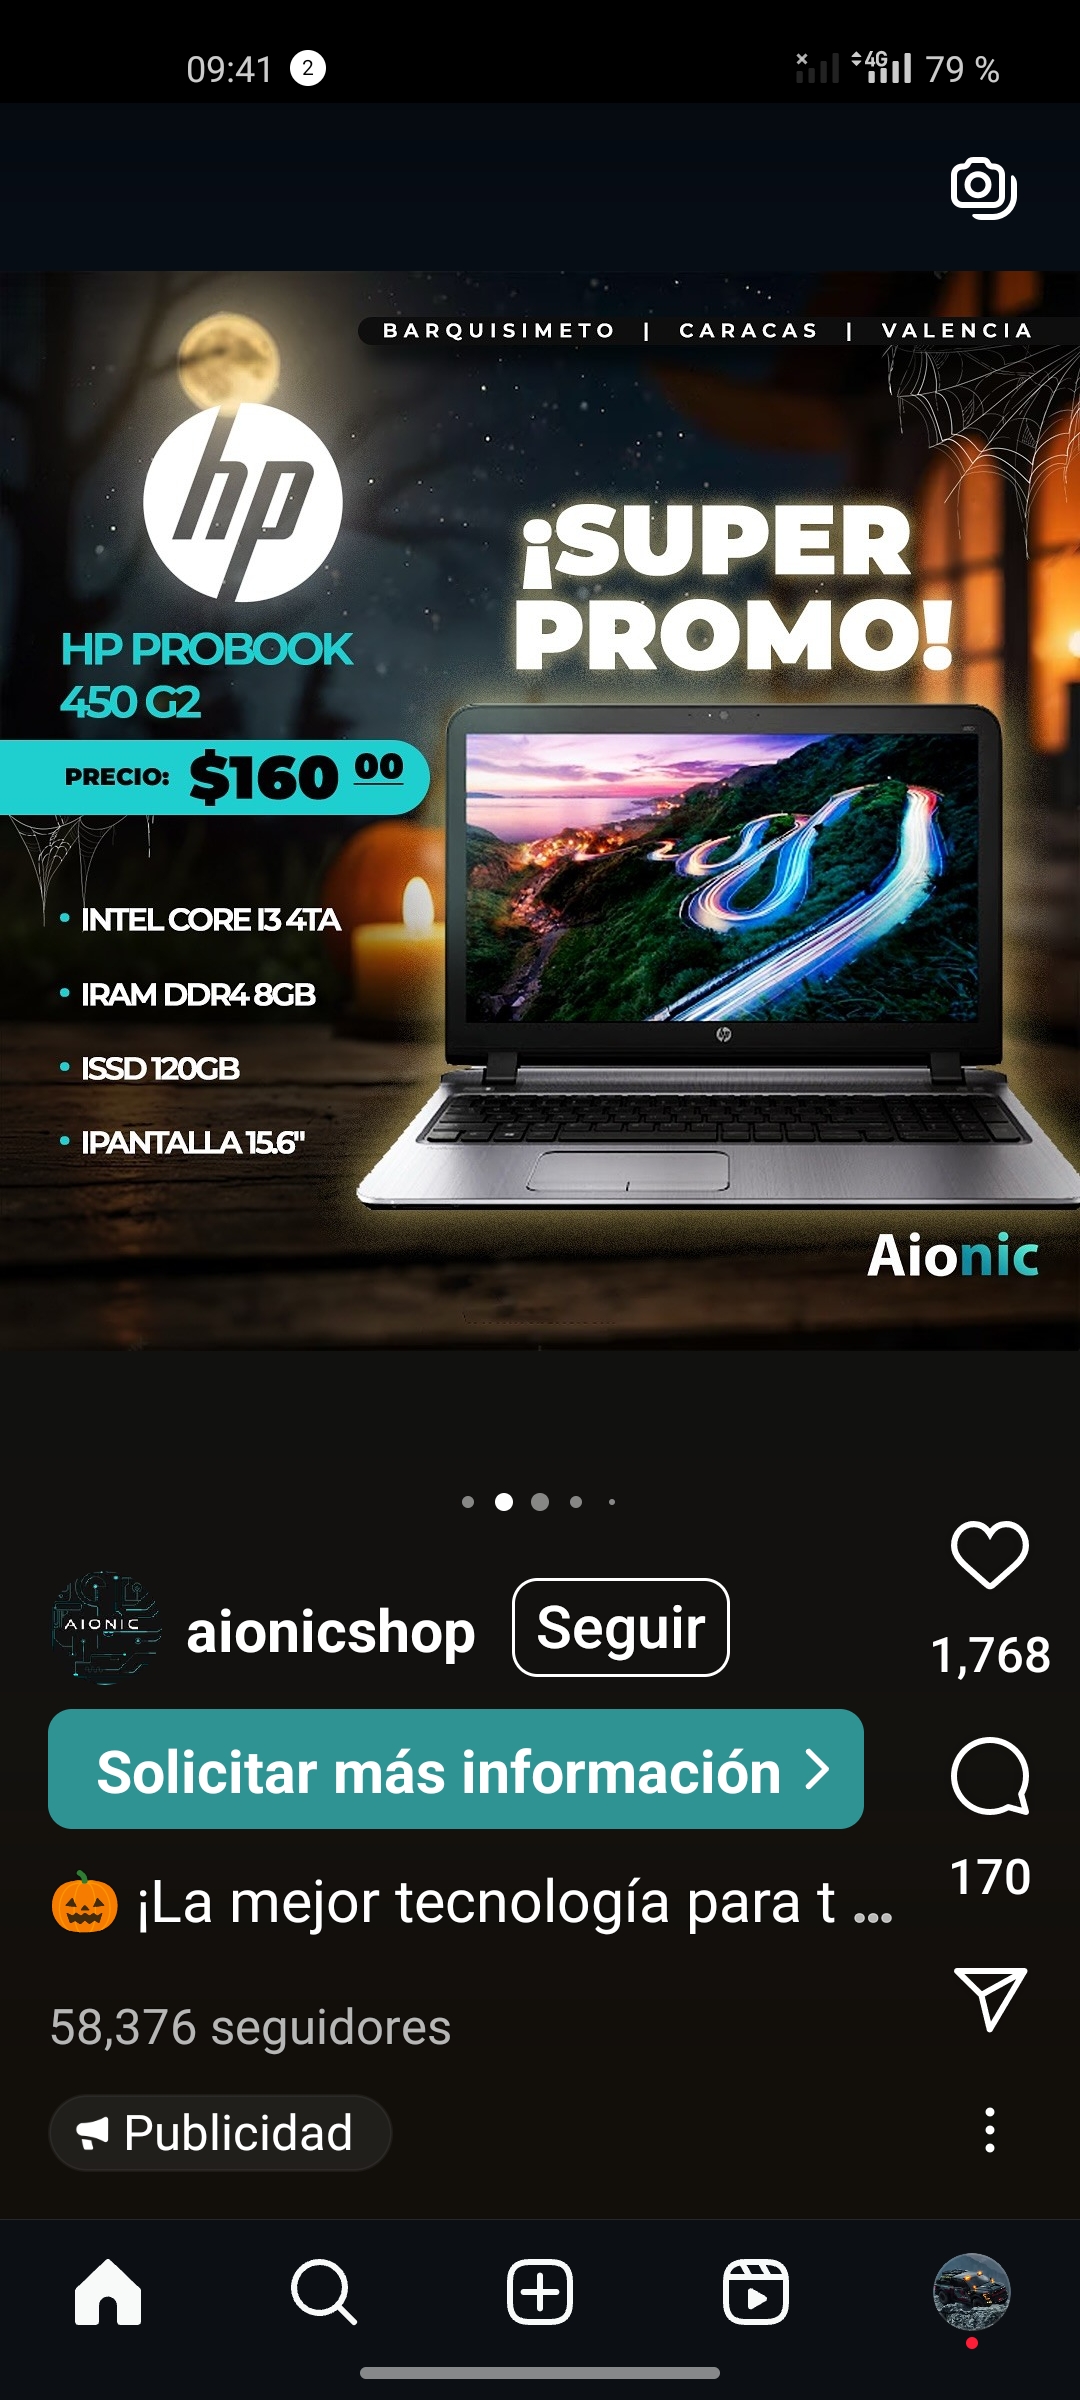 09:41 2 4G 79 %
BARQUISIMETO | CARACAS | VALENCIA
hp
HP PROBOOK
450 G2
PRECIO: $160 00
¡SUPER
PROMO!
• INTEL CORE I3 4TA
• IRAM DDR4 8GB
• ISSD 120GB
• IPANTALLA 15.6"
hp
Aionic
AIONIC
aionicshop Seguir
1,768
Solicitar más información
🎃 ¡La mejor tecnología para t ...
170
58,376 seguidores
Publicidad